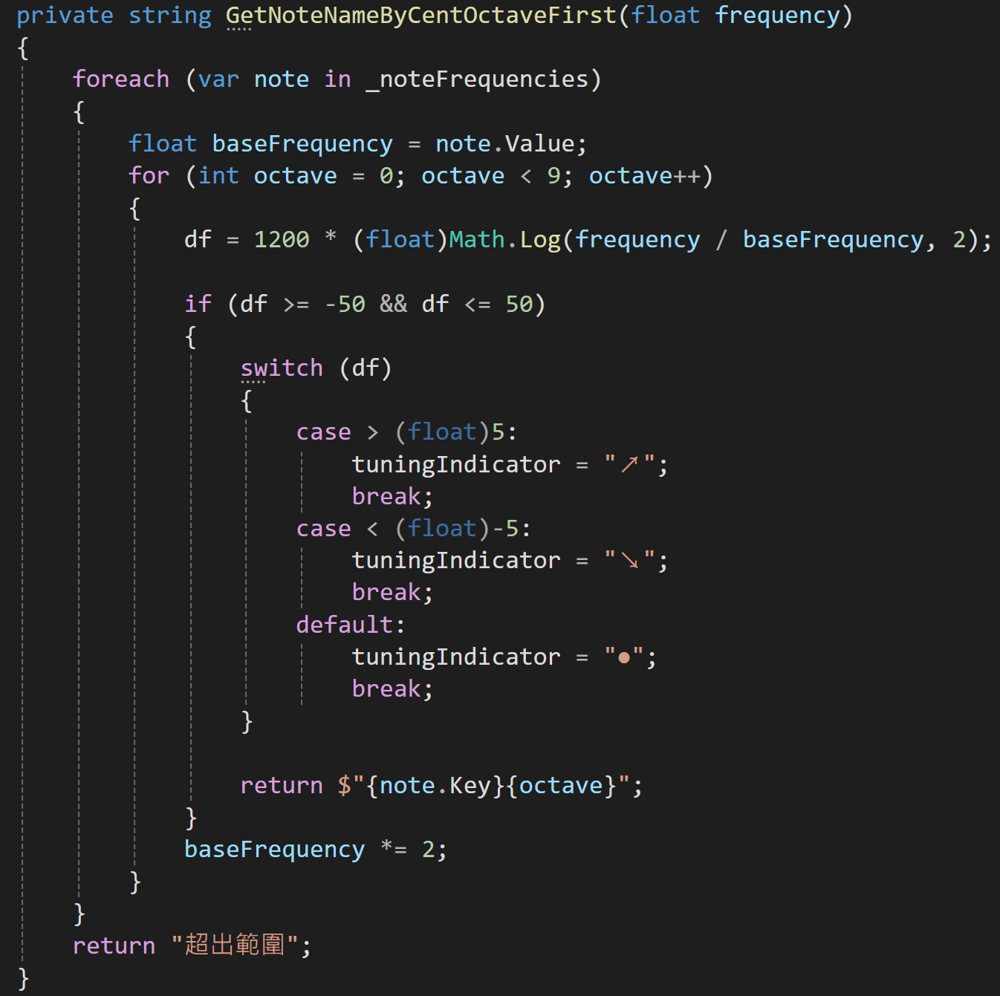 private string GetNoteNameByCentOctaveFirst(float frequency)
{
    foreach (var note in _noteFrequencies)
    {
        float baseFrequency = note.Value;
        for (int octave = 0; octave < 9; octave++)
        {
            df = 1200 * (float)Math.Log(frequency / baseFrequency, 2);

            if (df >= -50 && df <= 50)
            {
                switch (df)
                {
                    case > (float)5:
                        tuningIndicator = "↗";
                        break;
                    case < (float)-5:
                        tuningIndicator = "↘";
                        break;
                    default:
                        tuningIndicator = "●";
                        break;
                }

                return $"{note.Key}{octave}";
            }
            baseFrequency *= 2;
        }
    }
    return "超出範圍";
}